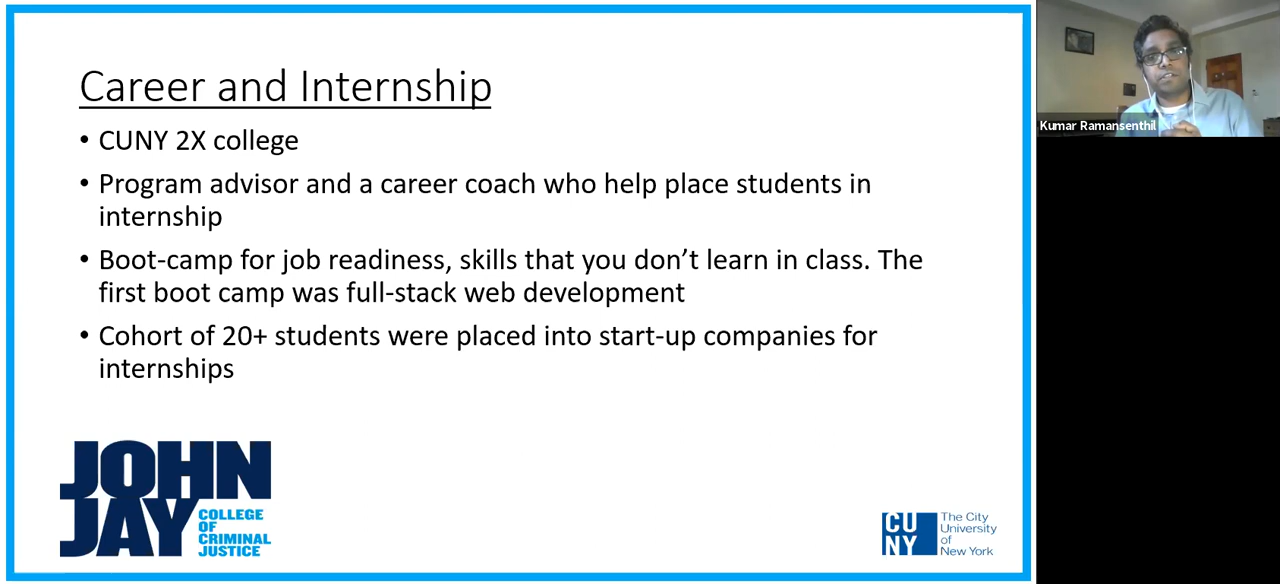 Career and Internship
• CUNY 2X college
• Program advisor and a career coach who help place students in
internship
• Boot-camp for job readiness, skills that you don’t learn in class. The
first boot camp was full-stack web development
• Cohort of 20+ students were placed into start-up companies for
internships
JOHN
JAY
COLLEGE
OF
CRIMINAL
JUSTICE
CU
NY
The City
University
of
New York
Kumar Ramansenthil